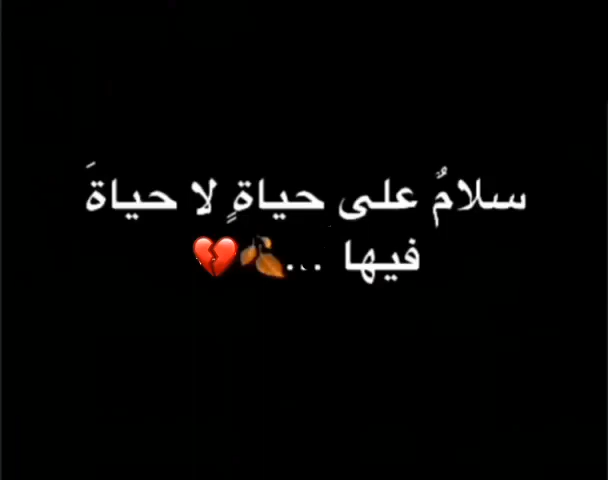 سلامُ على حياةٍ لا حياةَ
فيها ...🍂💔